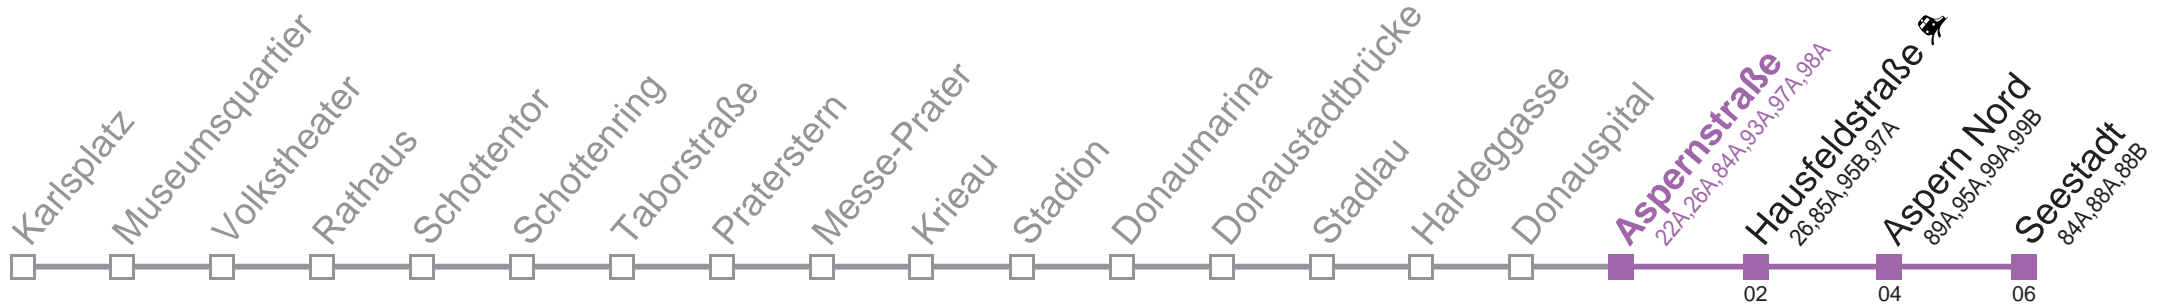 Karlsplatz
Museumsquartier
Volkstheater
Rathaus
Schottentor
Schottenring
Taborstraße
Praterstern
Messe-Prater
Krieau
Stadion
Donaumarina
Donaustadtbrücke
Stadlau
Hardeggasse
Donauspital
Aspernstraße
22A,26A,84A,93A,97A,98A
Hausfeldstraße
26,85A,95B,97A
Aspern Nord
89A,95A,99A,99B
Seestadt
84A,88A,88B
02
04
06